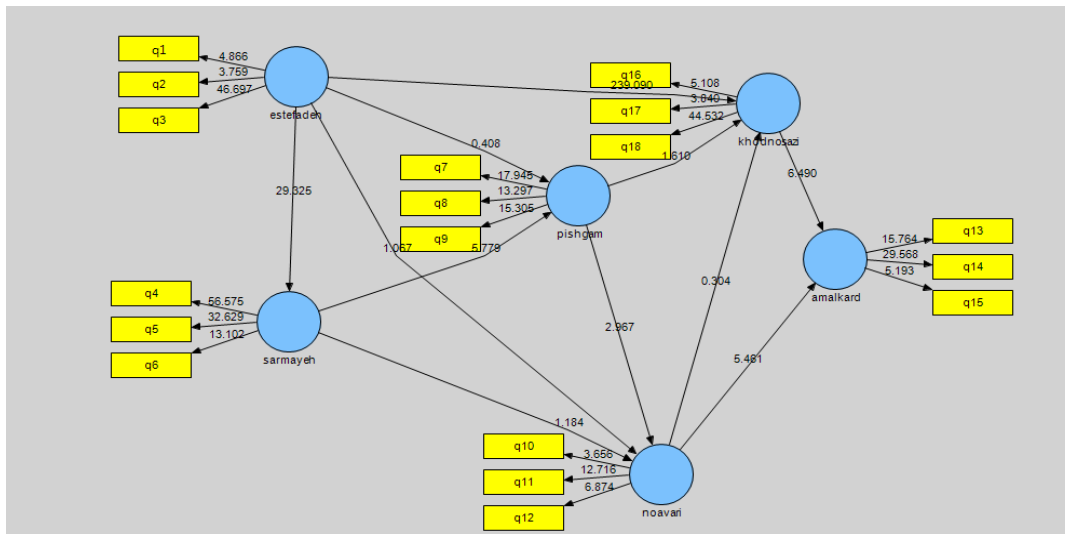 q1
4.866
q2
3.759
q3
46.697
estefadeh
q16
5.108
239.090
q17
3.840
q18
44.532
khodnosazi
0.408
1.610
q7
17.945
q8
13.297
q9
15.305
pishgam
6.490
29.325
1.067
5.779
q13
15.764
q14
29.568
q15
5.193
amalkard
0.304
q4
56.575
q5
32.629
q6
13.102
sarmayeh
2.967
5.461
1.184
q10
3.656
q11
12.716
q12
6.874
noavari